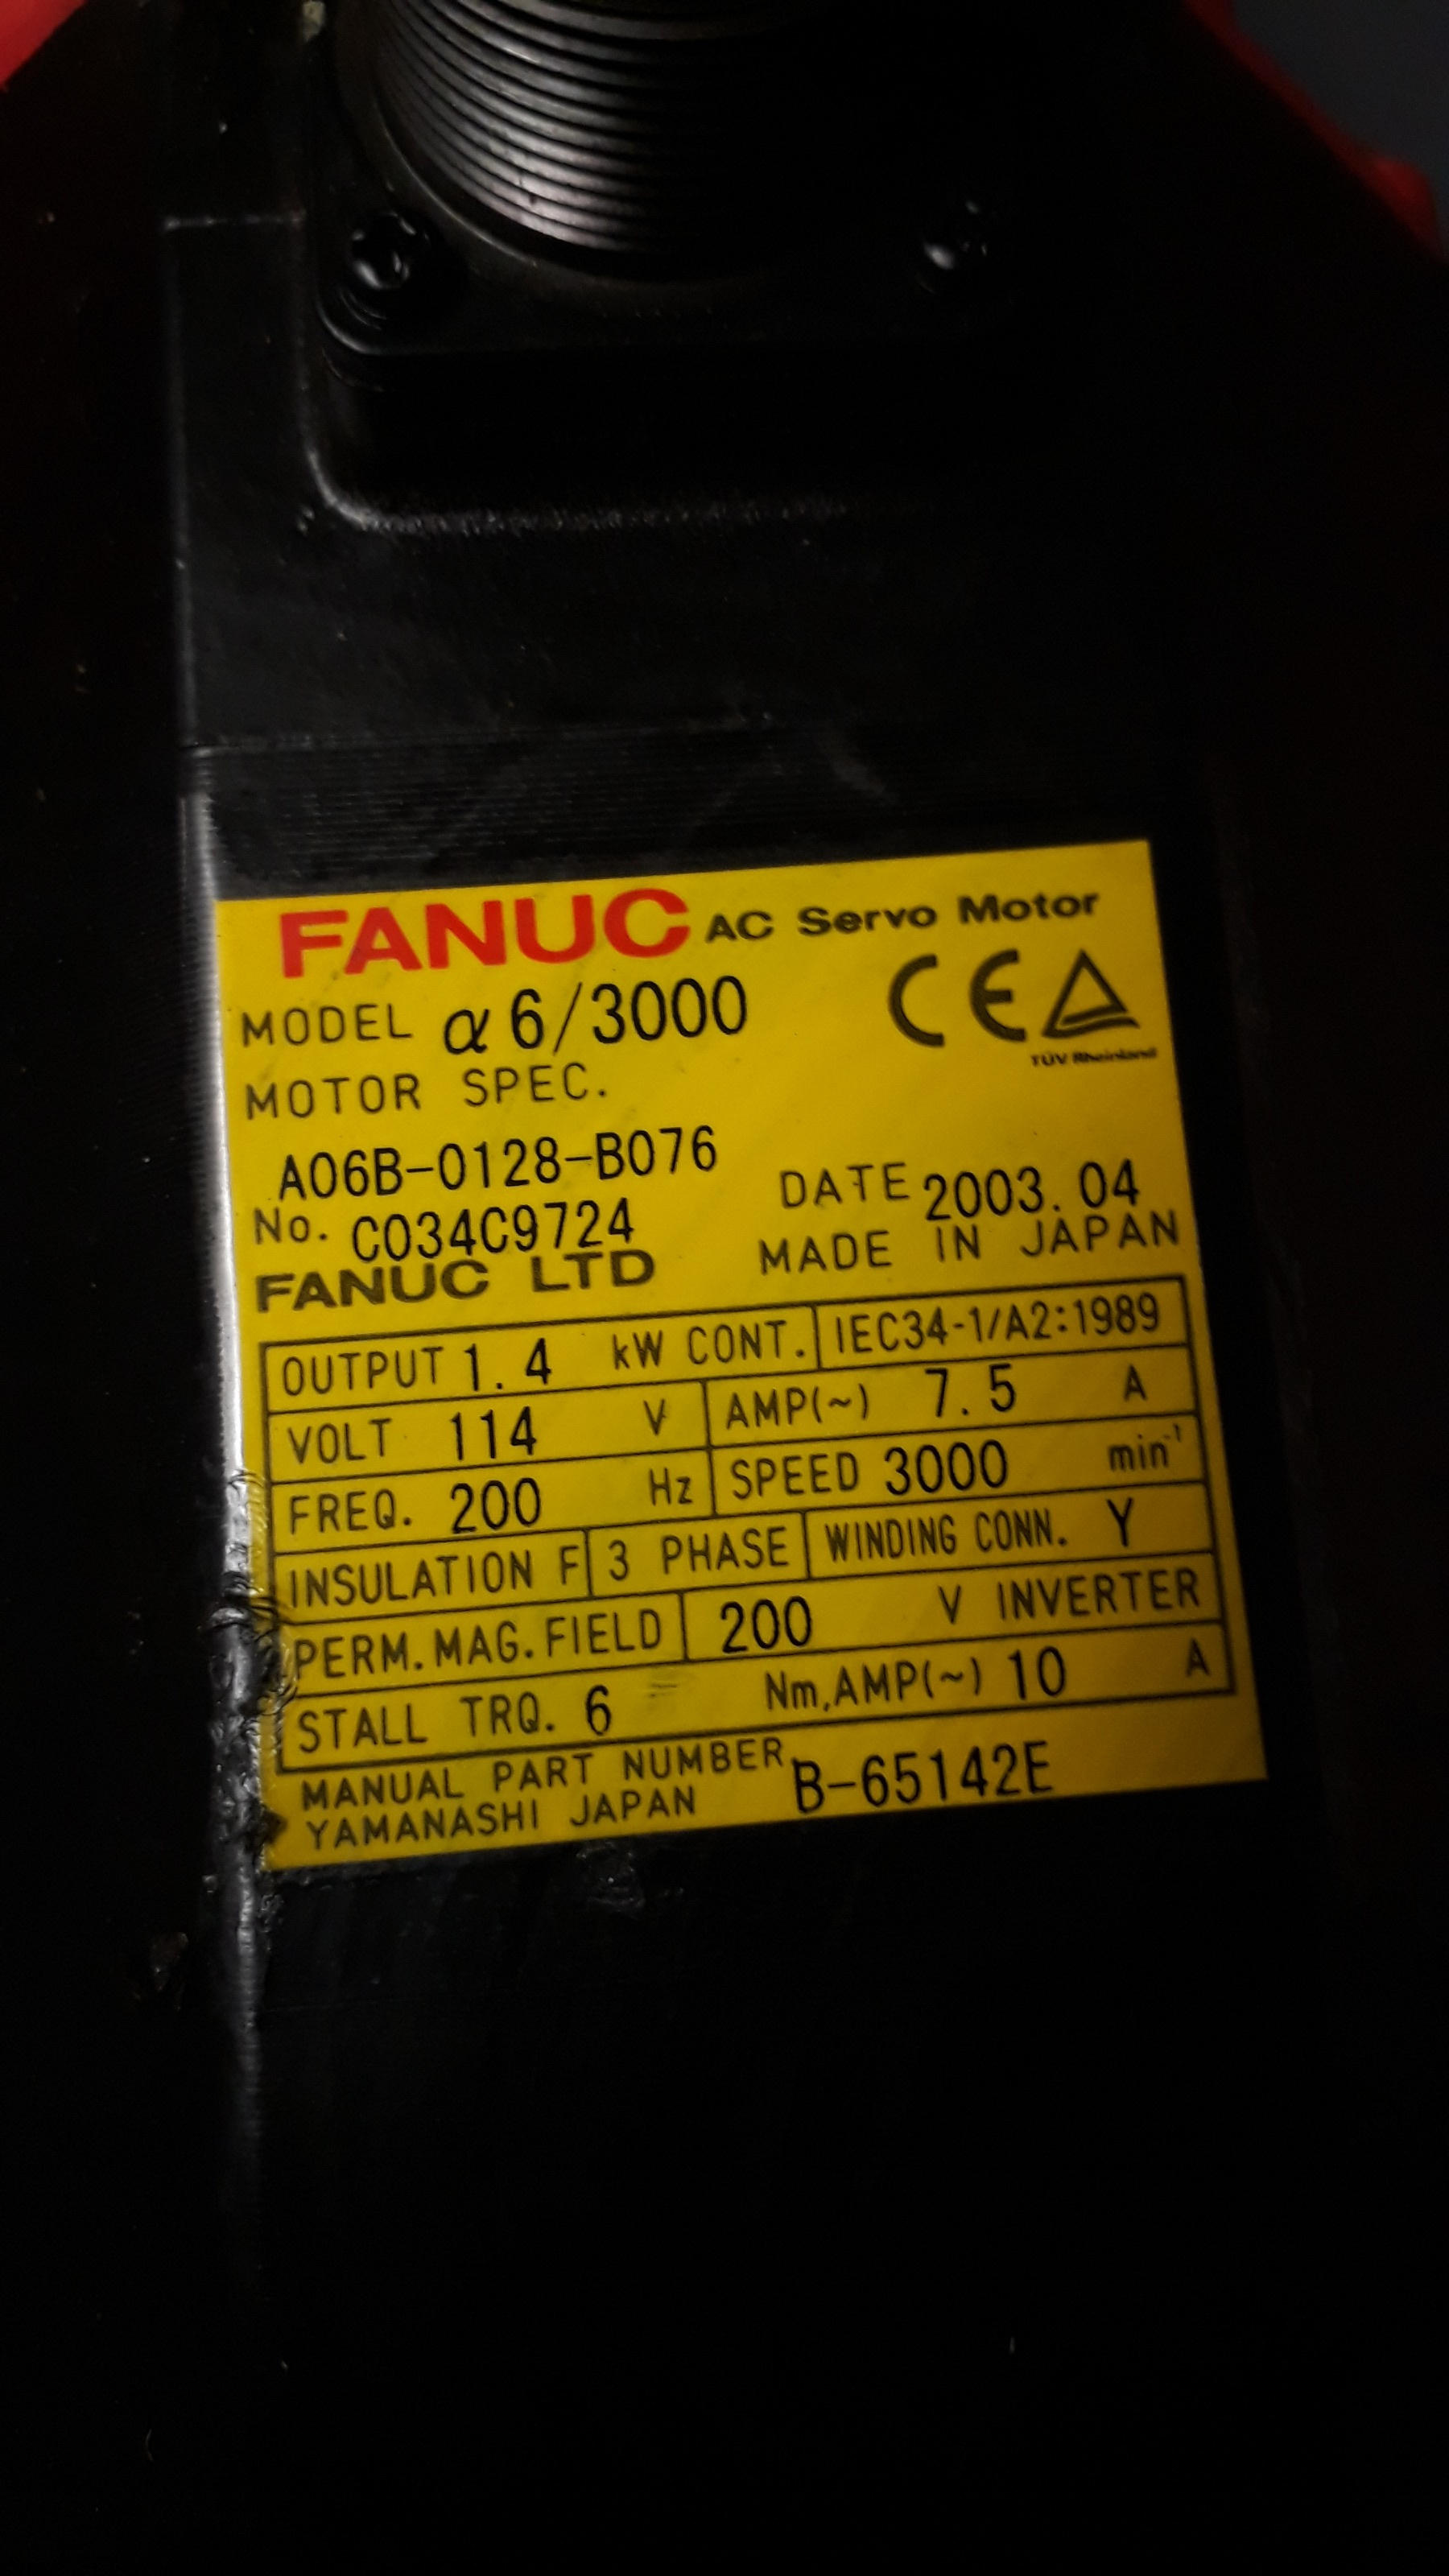 FANUC AC Servo Motor
MODEL α6/3000
CE
TÜV Rheinland
MOTOR SPEC.
A06B-0128-B076
No. C034C9724
DATE 2003.04
FANUC LTD
MADE IN JAPAN
OUTPUT 1.4 kW CONT. IEC34-1/A2:1989
VOLT 114 V AMP(~) 7.5 A
FREQ. 200 Hz SPEED 3000 min⁻¹
INSULATION F 3 PHASE WINDING CONN. Y
PERM.MAG.FIELD 200 V INVERTER
STALL TRQ. 6 Nm,AMP(~) 10 A
MANUAL PART NUMBER B-65142E
YAMANASHI JAPAN